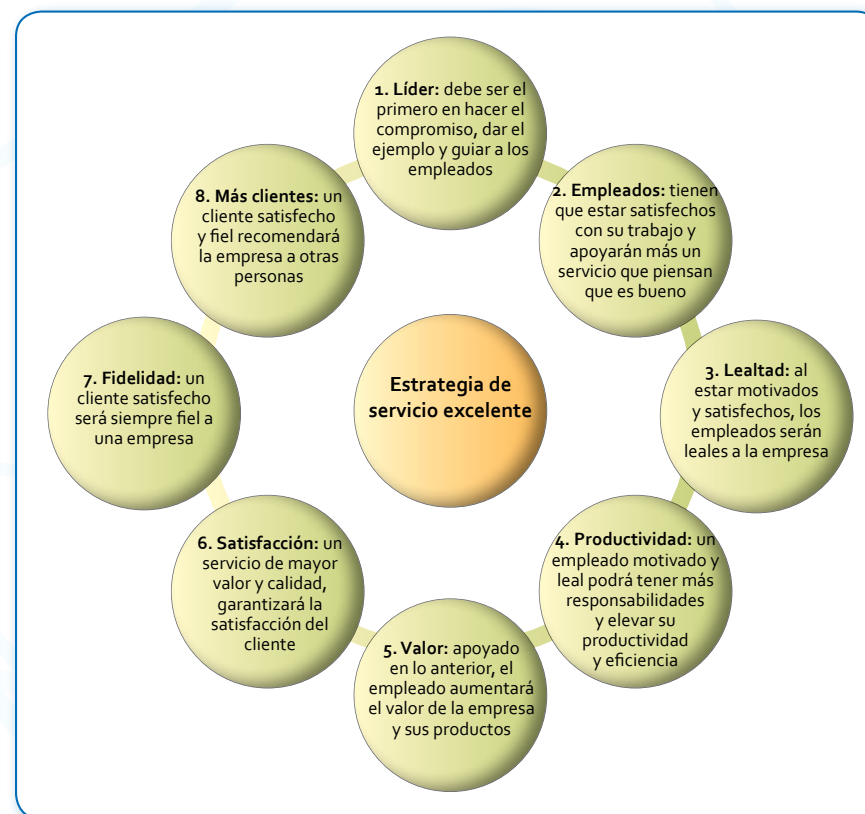 1. Líder: debe ser el
primero en hacer el
compromiso, dar el
ejemplo y guiar a los
empleados
2. Empleados: tienen
que estar satisfechos
con su trabajo y
apoyarán más un
servicio que piensan
que es bueno
3. Lealtad: al
estar motivados
y satisfechos, los
empleados serán
leales a la empresa
4. Productividad: un
empleado motivado y
leal podrá tener más
responsabilidades
y elevar su
productividad
y eficiencia
5. Valor: apoyado
en lo anterior, el
empleado aumentará
el valor de la empresa
y sus productos
6. Satisfacción: un
servicio de mayor
valor y calidad,
garantizará la
satisfacción del
cliente
7. Fidelidad: un
cliente satisfecho
será siempre fiel a
una empresa
8. Más clientes: un
cliente satisfecho
y fiel recomendará
la empresa a otras
personas
Estrategia de
servicio excelente